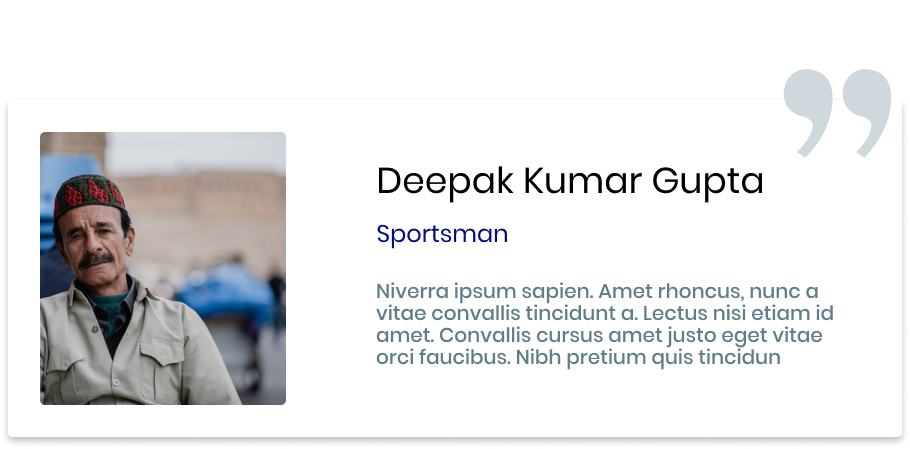 ”
Deepak Kumar Gupta
Sportsman
Niverra ipsum sapien. Amet rhoncus, nunc a
vitae convallis tincidunt a. Lectus nisi etiam id
amet. Convallis cursus amet justo eget vitae
orci faucibus. Nibh pretium quis tincidun